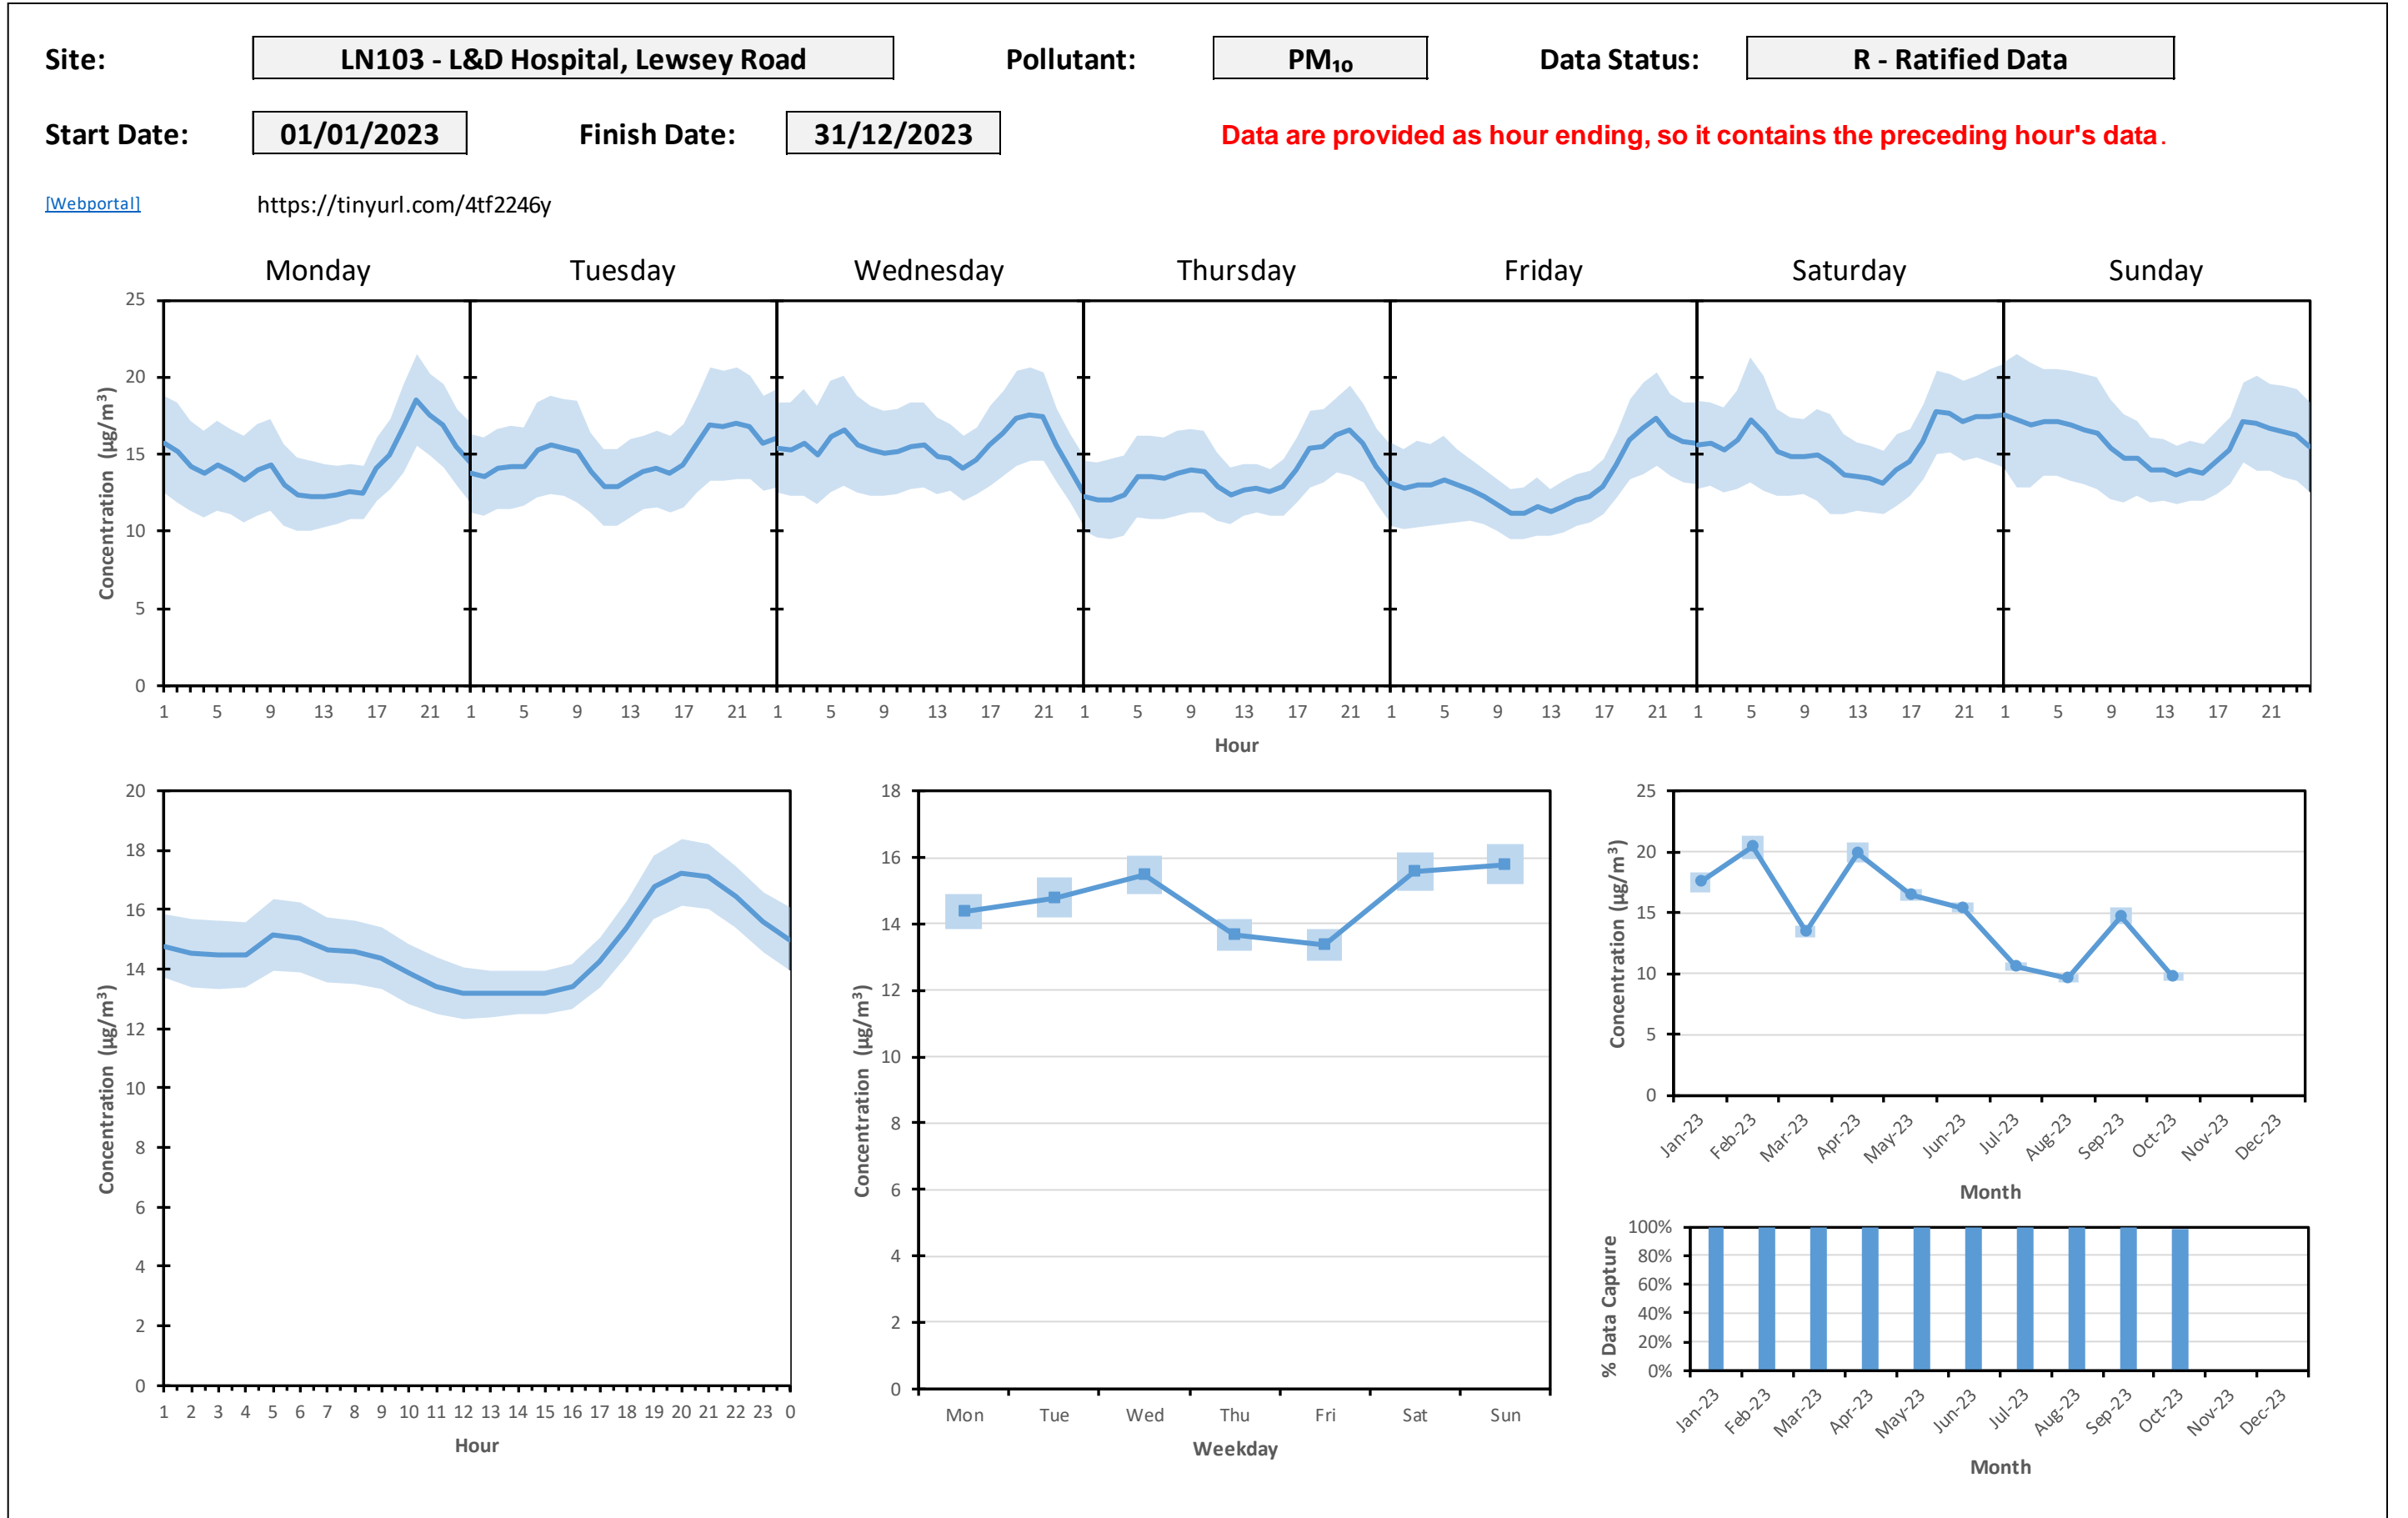 Site: LN103 - L&D Hospital, Lewsey Road Pollutant: PM₁₀ Data Status: R - Ratified Data
Start Date: 01/01/2023 Finish Date: 31/12/2023 Data are provided as hour ending, so it contains the preceding hour's data.
[Webportal] https://tinyurl.com/4tf2246y
Monday Tuesday Wednesday Thursday Friday Saturday Sunday
Concentration (µg/m³)
25
20
15
10
5
0
1 5 9 13 17 21 1 5 9 13 17 21 1 5 9 13 17 21 1 5 9 13 17 21 1 5 9 13 17 21 1 5 9 13 17 21 1 5 9 13 17 21
Hour
Concentration (µg/m³)
20
18
16
14
12
10
8
6
4
2
0
1 2 3 4 5 6 7 8 9 10 11 12 13 14 15 16 17 18 19 20 21 22 23 0
Hour
Concentration (µg/m³)
18
16
14
12
10
8
6
4
2
0
Mon Tue Wed Thu Fri Sat Sun
Weekday
Concentration (µg/m³)
25
20
15
10
5
0
Jan-23 Feb-23 Mar-23 Apr-23 May-23 Jun-23 Jul-23 Aug-23 Sep-23 Oct-23 Nov-23 Dec-23
Month
% Data Capture
100%
80%
60%
40%
20%
0%
Jan-23 Feb-23 Mar-23 Apr-23 May-23 Jun-23 Jul-23 Aug-23 Sep-23 Oct-23 Nov-23 Dec-23
Month